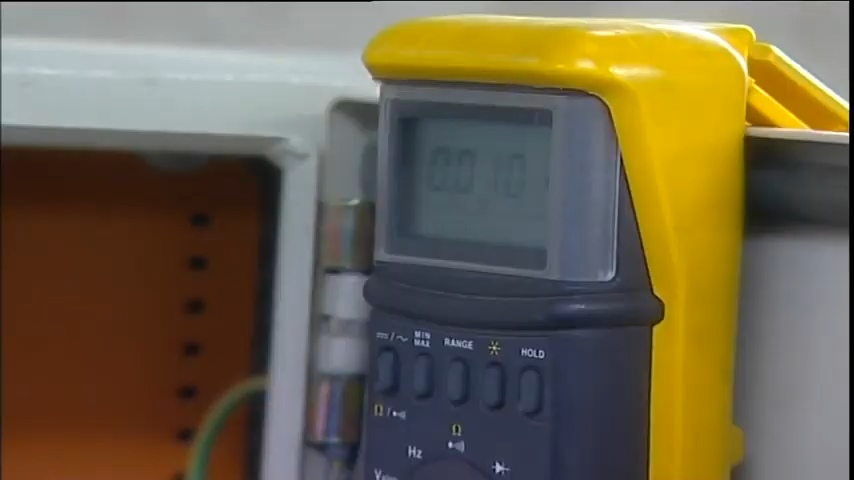 0.010
MIN
MAX
RANGE
HOLD
Ω
Ω
Hz